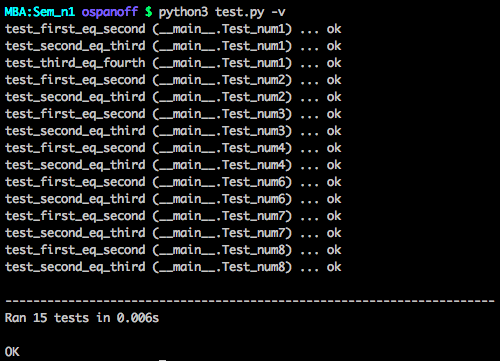 MBA:Sem_n1 ospanoff $ python3 test.py -v
test_first_eq_second (__main__.Test_num1) ... ok
test_second_eq_third (__main__.Test_num1) ... ok
test_third_eq_fourth (__main__.Test_num1) ... ok
test_first_eq_second (__main__.Test_num2) ... ok
test_second_eq_third (__main__.Test_num2) ... ok
test_first_eq_second (__main__.Test_num3) ... ok
test_second_eq_third (__main__.Test_num3) ... ok
test_first_eq_second (__main__.Test_num4) ... ok
test_second_eq_third (__main__.Test_num4) ... ok
test_first_eq_second (__main__.Test_num6) ... ok
test_second_eq_third (__main__.Test_num6) ... ok
test_first_eq_second (__main__.Test_num7) ... ok
test_second_eq_third (__main__.Test_num7) ... ok
test_first_eq_second (__main__.Test_num8) ... ok
test_second_eq_third (__main__.Test_num8) ... ok
----------------------------------------------------------------------
Ran 15 tests in 0.006s
OK